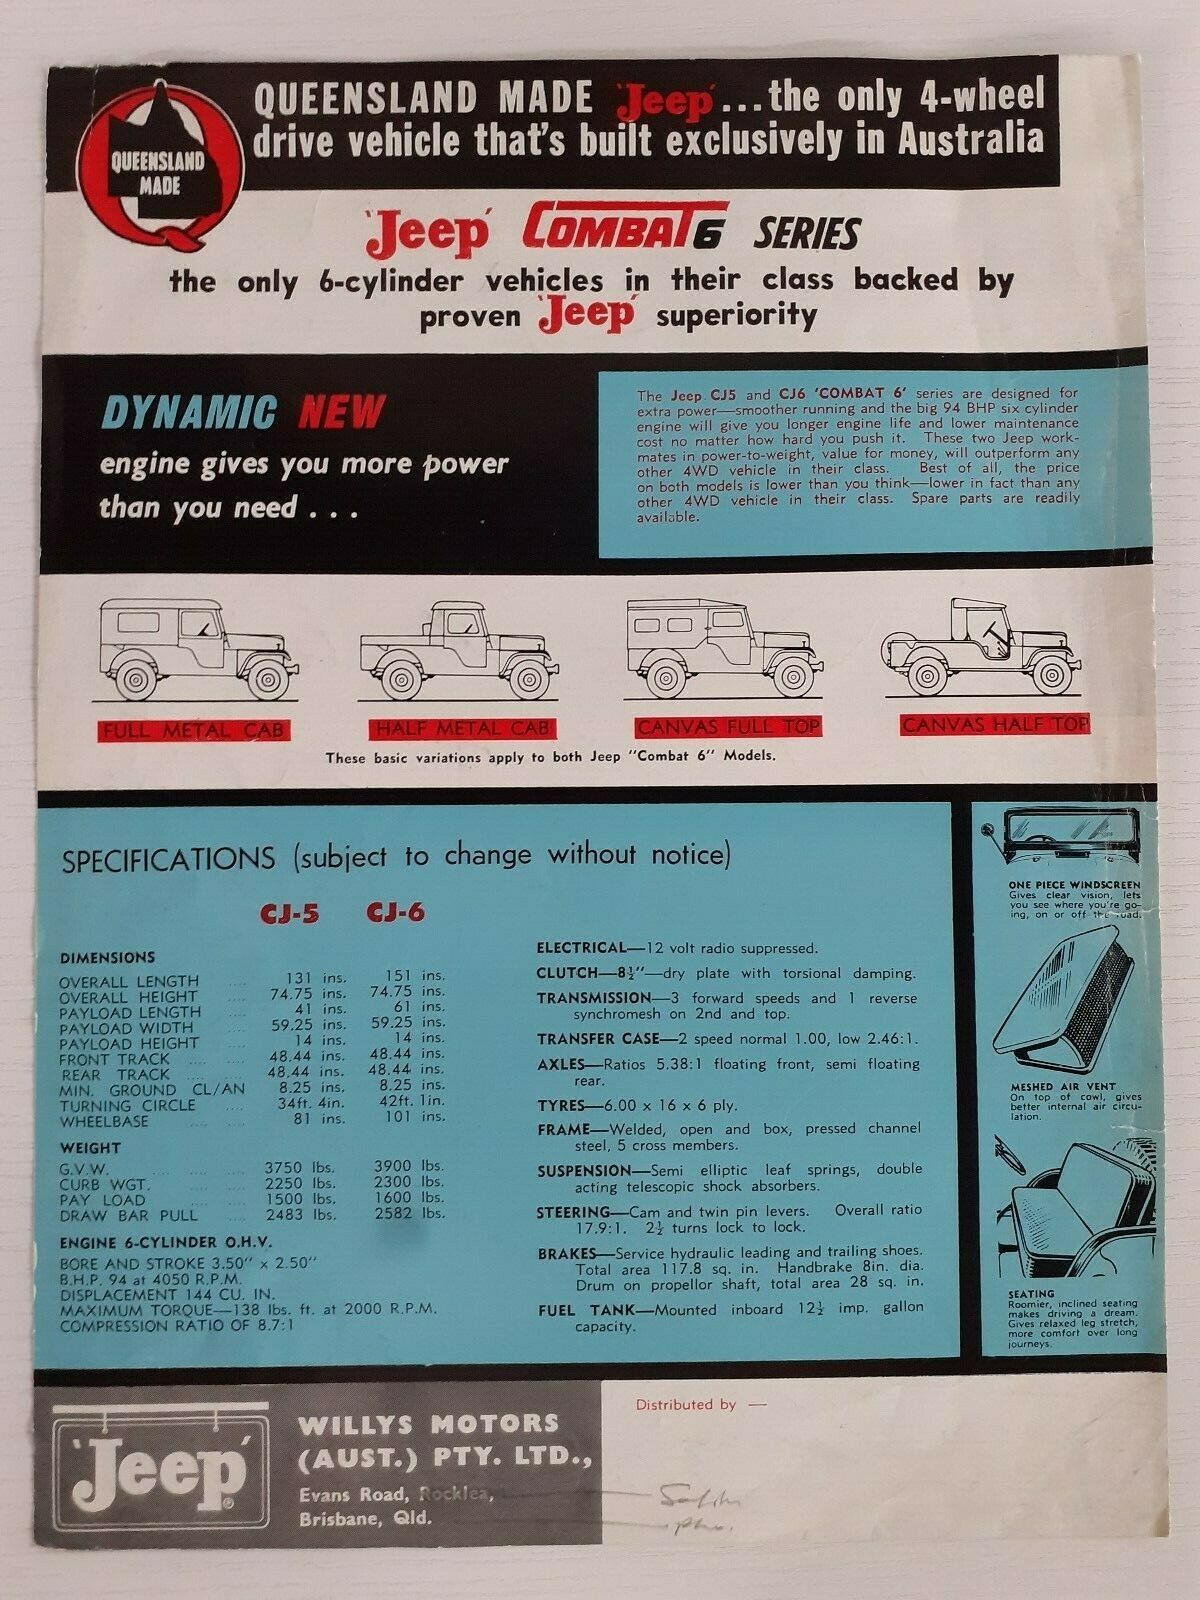 QUEENSLAND MADE 'Jeep'...the only 4-wheel
drive vehicle that's built exclusively in Australia
QUEENSLAND
MADE
'Jeep' COMBAT 6 SERIES
the only 6-cylinder vehicles in their class backed by
proven 'Jeep' superiority
DYNAMIC NEW
engine gives you more power
than you need . . .
The Jeep CJ5 and CJ6 'COMBAT 6' series are designed for
extra power—smoother running and the big 94 BHP six cylinder
engine will give you longer engine life and lower maintenance
cost no matter how hard you push it. These two Jeep work-
mates in power-to-weight, value for money, will outperform any
other 4WD vehicle in their class. Best of all, the price
on both models is lower than you think—lower in fact than any
other 4WD vehicle in their class. Spare parts are readily
available.
FULL METAL CAB
HALF METAL CAB
CANVAS FULL TOP
CANVAS HALF TOP
These basic variations apply to both Jeep "Combat 6" Models.
SPECIFICATIONS (subject to change without notice)
CJ-5 CJ-6
DIMENSIONS
OVERALL LENGTH .... 131 ins. 151 ins.
OVERALL HEIGHT .... 74.75 ins. 74.75 ins.
PAYLOAD LENGTH .... 41 ins. 61 ins.
PAYLOAD WIDTH .... 59.25 ins. 59.25 ins.
PAYLOAD HEIGHT .... 14 ins. 14 ins.
FRONT TRACK .... .... 48.44 ins. 48.44 ins.
REAR TRACK .... .... 48.44 ins. 48.44 ins.
MIN. GROUND CL/AN 8.25 ins. 8.25 ins.
TURNING CIRCLE .... 34ft. 4in. 42ft. 1in.
WHEELBASE .... .... 81 ins. 101 ins.
WEIGHT
G.V.W. .... .... .... 3750 lbs. 3900 lbs.
CURB WGT. .... .... 2250 lbs. 2300 lbs.
PAY LOAD .... .... 1500 lbs. 1600 lbs.
DRAW BAR PULL .... 2483 lbs. 2582 lbs.
ENGINE 6-CYLINDER O.H.V.
BORE AND STROKE 3.50" x 2.50"
B.H.P. 94 at 4050 R.P.M.
DISPLACEMENT 144 CU. IN.
MAXIMUM TORQUE—138 lbs. ft. at 2000 R.P.M.
COMPRESSION RATIO OF 8.7:1
ELECTRICAL—12 volt radio suppressed.
CLUTCH—8½"—dry plate with torsional damping.
TRANSMISSION—3 forward speeds and 1 reverse
synchromesh on 2nd and top.
TRANSFER CASE—2 speed normal 1.00, low 2.46:1.
AXLES—Ratios 5.38:1 floating front, semi floating
rear.
TYRES—6.00 x 16 x 6 ply.
FRAME—Welded, open and box, pressed channel
steel, 5 cross members.
SUSPENSION—Semi elliptic leaf springs, double
acting telescopic shock absorbers.
STEERING—Cam and twin pin levers. Overall ratio
17.9:1. 2½ turns lock to lock.
BRAKES—Service hydraulic leading and trailing shoes.
Total area 117.8 sq. in. Handbrake 8in. dia.
Drum on propellor shaft, total area 28 sq. in.
FUEL TANK—Mounted inboard 12½ imp. gallon
capacity.
ONE PIECE WINDSCREEN
Gives clear vision, lets
you see where you're go-
ing, on or off the road.
MESHED AIR VENT
On top of cowl, gives
better internal air circu-
lation.
SEATING
Roomier, inclined seating
makes driving a dream.
Gives relaxed leg stretch,
more comfort over long
journeys.
'Jeep' ®
WILLYS MOTORS
(AUST.) PTY. LTD.,
Evans Road, Rocklea,
Brisbane, Qld.
Distributed by —